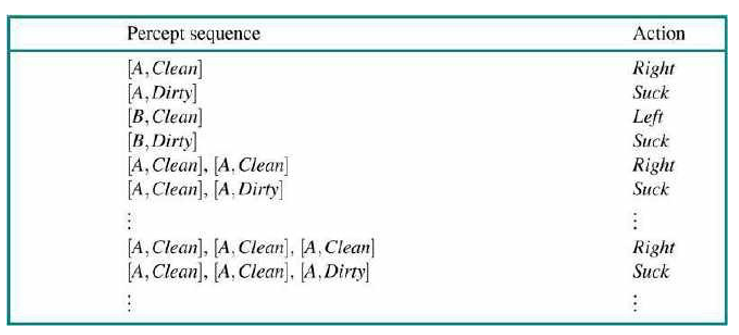 Percept sequence Action
[A, Clean] Right
[A, Dirty] Suck
[B, Clean] Left
[B, Dirty] Suck
[A, Clean], [A, Clean] Right
[A, Clean], [A, Dirty] Suck
⋮ ⋮
[A, Clean], [A, Clean], [A, Clean] Right
[A, Clean], [A, Clean], [A, Dirty] Suck
⋮ ⋮